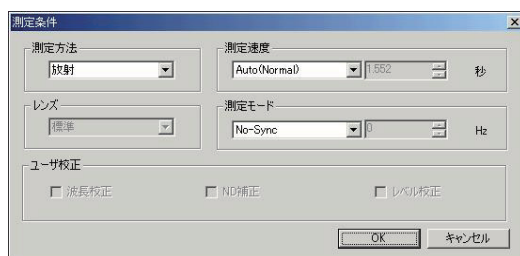 測定条件
測定方法
放射
測定速度
Auto(Normal) 1.552 秒
レンズ
標準
測定モード
No-Sync 0 Hz
ユーザ校正
波長校正 ND補正 レベル校正
OK キャンセル